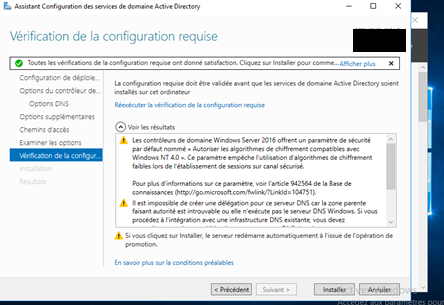 Assistant Configuration des services de domaine Active Directory
Vérification de la configuration requise
Toutes les vérifications de la configuration requise ont donné satisfaction. Cliquez sur Installer pour comme... Afficher plus
Configuration de déploie...
Options du contrôleur de...
Options DNS
Options supplémentaires
Chemins d'accès
Examiner les options
Vérification de la configur...
Installation
Résultats
La configuration requise doit être validée avant que les services de domaine Active Directory soient
installés sur cet ordinateur
Réexécuter la vérification de la configuration requise
Voir les résultats
Les contrôleurs de domaine Windows Server 2016 offrent un paramètre de sécurité
par défaut nommé « Autoriser les algorithmes de chiffrement compatibles avec
Windows NT 4.0 ». Ce paramètre empêche l'utilisation d'algorithmes de chiffrement
faibles lors de l'établissement de sessions sur canal sécurisé.
Pour plus d'informations sur ce paramètre, voir l'article 942564 de la Base de
connaissances (http://go.microsoft.com/fwlink/?LinkId=104751).
Il est impossible de créer une délégation pour ce serveur DNS car la zone parente
faisant autorité est introuvable ou elle n'exécute pas le serveur DNS Windows. Si vous
procédez à l'intégration avec une infrastructure DNS existante, vous devez
Si vous cliquez sur Installer, le serveur redémarre automatiquement à l'issue de l'opération de
promotion.
En savoir plus sur les conditions préalables
< Précédent
Suivant >
Installer
Annuler
Accédez aux paramètres pour